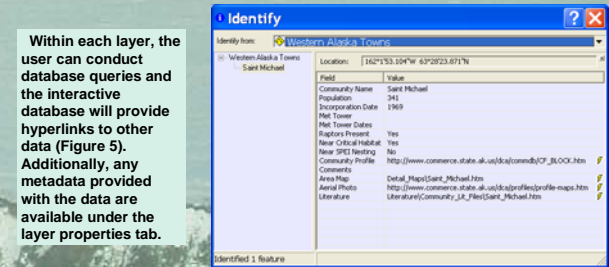 Within each layer, the
user can conduct
database queries and
the interactive
database will provide
hyperlinks to other
data (Figure 5).
Additionally, any
metadata provided
with the data are
available under the
layer properties tab.
Identify
Identify from: Western Alaska Towns
Western Alaska Towns
Saint Michael
Location: 162°1'53.104"W 63°28'23.871"N
Field Value
Community Name Saint Michael
Population 341
Incorporation Date 1969
Met Tower
Met Tower Dates
Raptors Present Yes
Near Critical Habitat Yes
Near SPEI Nesting No
Community Profile http://www.commerce.state.ak.us/dca/commdb/CF_BLOCK.htm
Comments
Area Map Detail_Maps\Saint_Michael.htm
Aerial Photo http://www.commerce.state.ak.us/dca/profiles/profile-maps.htm
Literature Literature\Community_Lit_Files\Saint_Michael.htm
Identified 1 feature